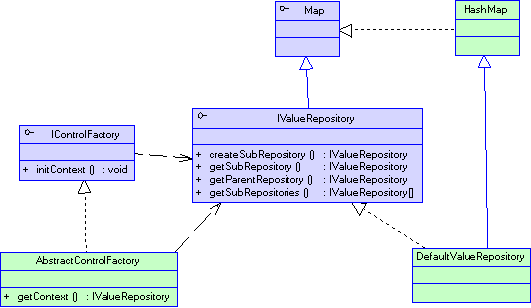 Map
HashMap
IValueRepository
+ createSubRepository () : IValueRepository
+ getSubRepository () : IValueRepository
+ getParentRepository () : IValueRepository
+ getSubRepositories () : IValueRepository[]
IControlFactory
+ initContext () : void
AbstractControlFactory
+ getContext () : IValueRepository
DefaultValueRepository